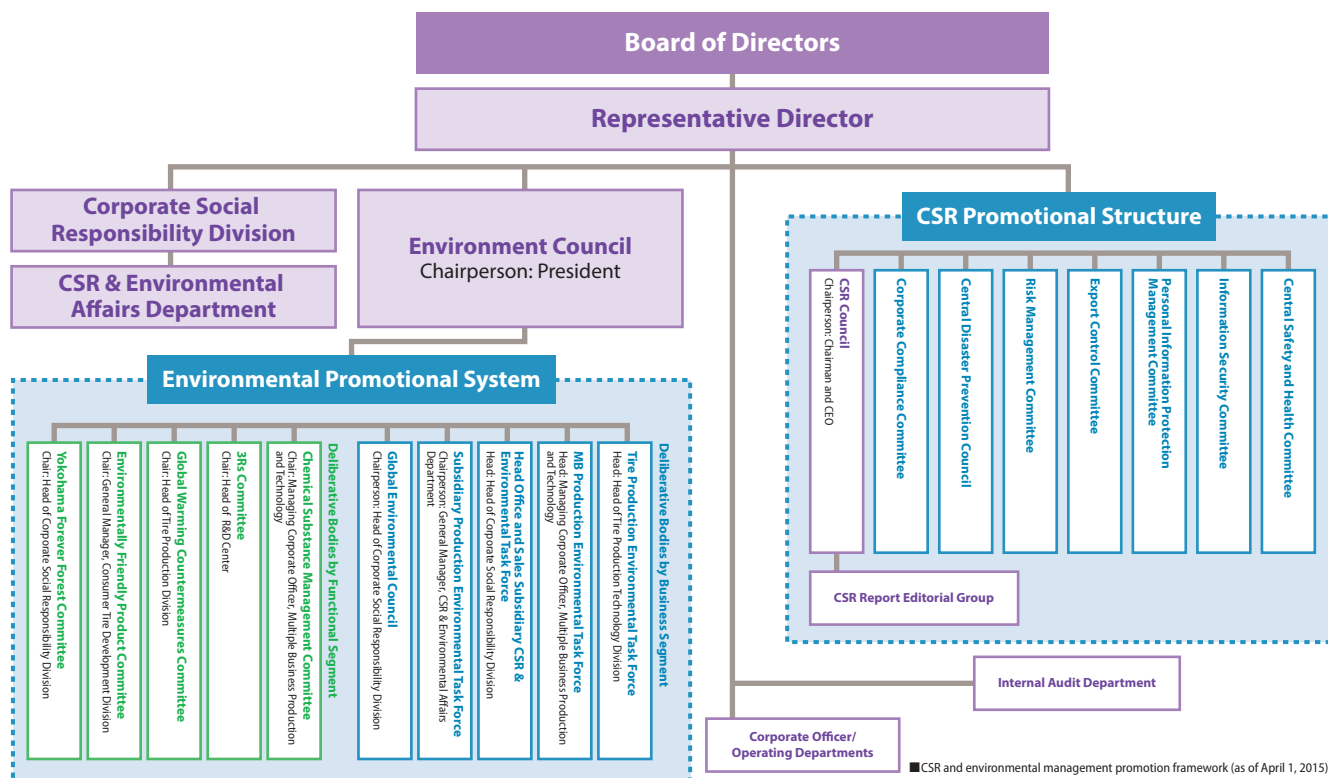 Board of Directors
Representative Director
Corporate Social
Responsibility Division
CSR & Environmental
Affairs Department
Environment Council
Chairperson: President
CSR Promotional Structure
CSR Council
Chairperson: Chairman and CEO
Corporate Compliance Committee
Central Disaster Prevention Council
Risk Management Committee
Export Control Committee
Personal Information Protection
Management Committee
Information Security Committee
Central Safety and Health Committee
CSR Report Editorial Group
Environmental Promotional System
Yokohama Forever Forest Committee
Chair: Head of Corporate Social Responsibility Division
Environmentally Friendly Product Committee
Chair: General Manager, Consumer Tire Development Division
Global Warming Countermeasures Committee
Chair: Head of Tire Production Division
3Rs Committee
Chair: Head of R&D Center
Chemical Substance Management Committee
Chair: Managing Corporate Officer, Multiple Business Production
and Technology
Deliberative Bodies by Functional Segment
Global Environmental Council
Chairperson: Head of Corporate Social Responsibility Division
Subsidiary Production Environmental Task Force
Chairperson: General Manager, CSR & Environmental Affairs
Department
Head Office and Sales Subsidiary CSR &
Environmental Task Force
Head: Head of Corporate Social Responsibility Division
MB Production Environmental Task Force
Head: Managing Corporate Officer, Multiple Business Production
and Technology
Tire Production Environmental Task Force
Head: Head of Tire Production Technology Division
Deliberative Bodies by Business Segment
Internal Audit Department
Corporate Officer/
Operating Departments
■CSR and environmental management promotion framework (as of April 1, 2015)